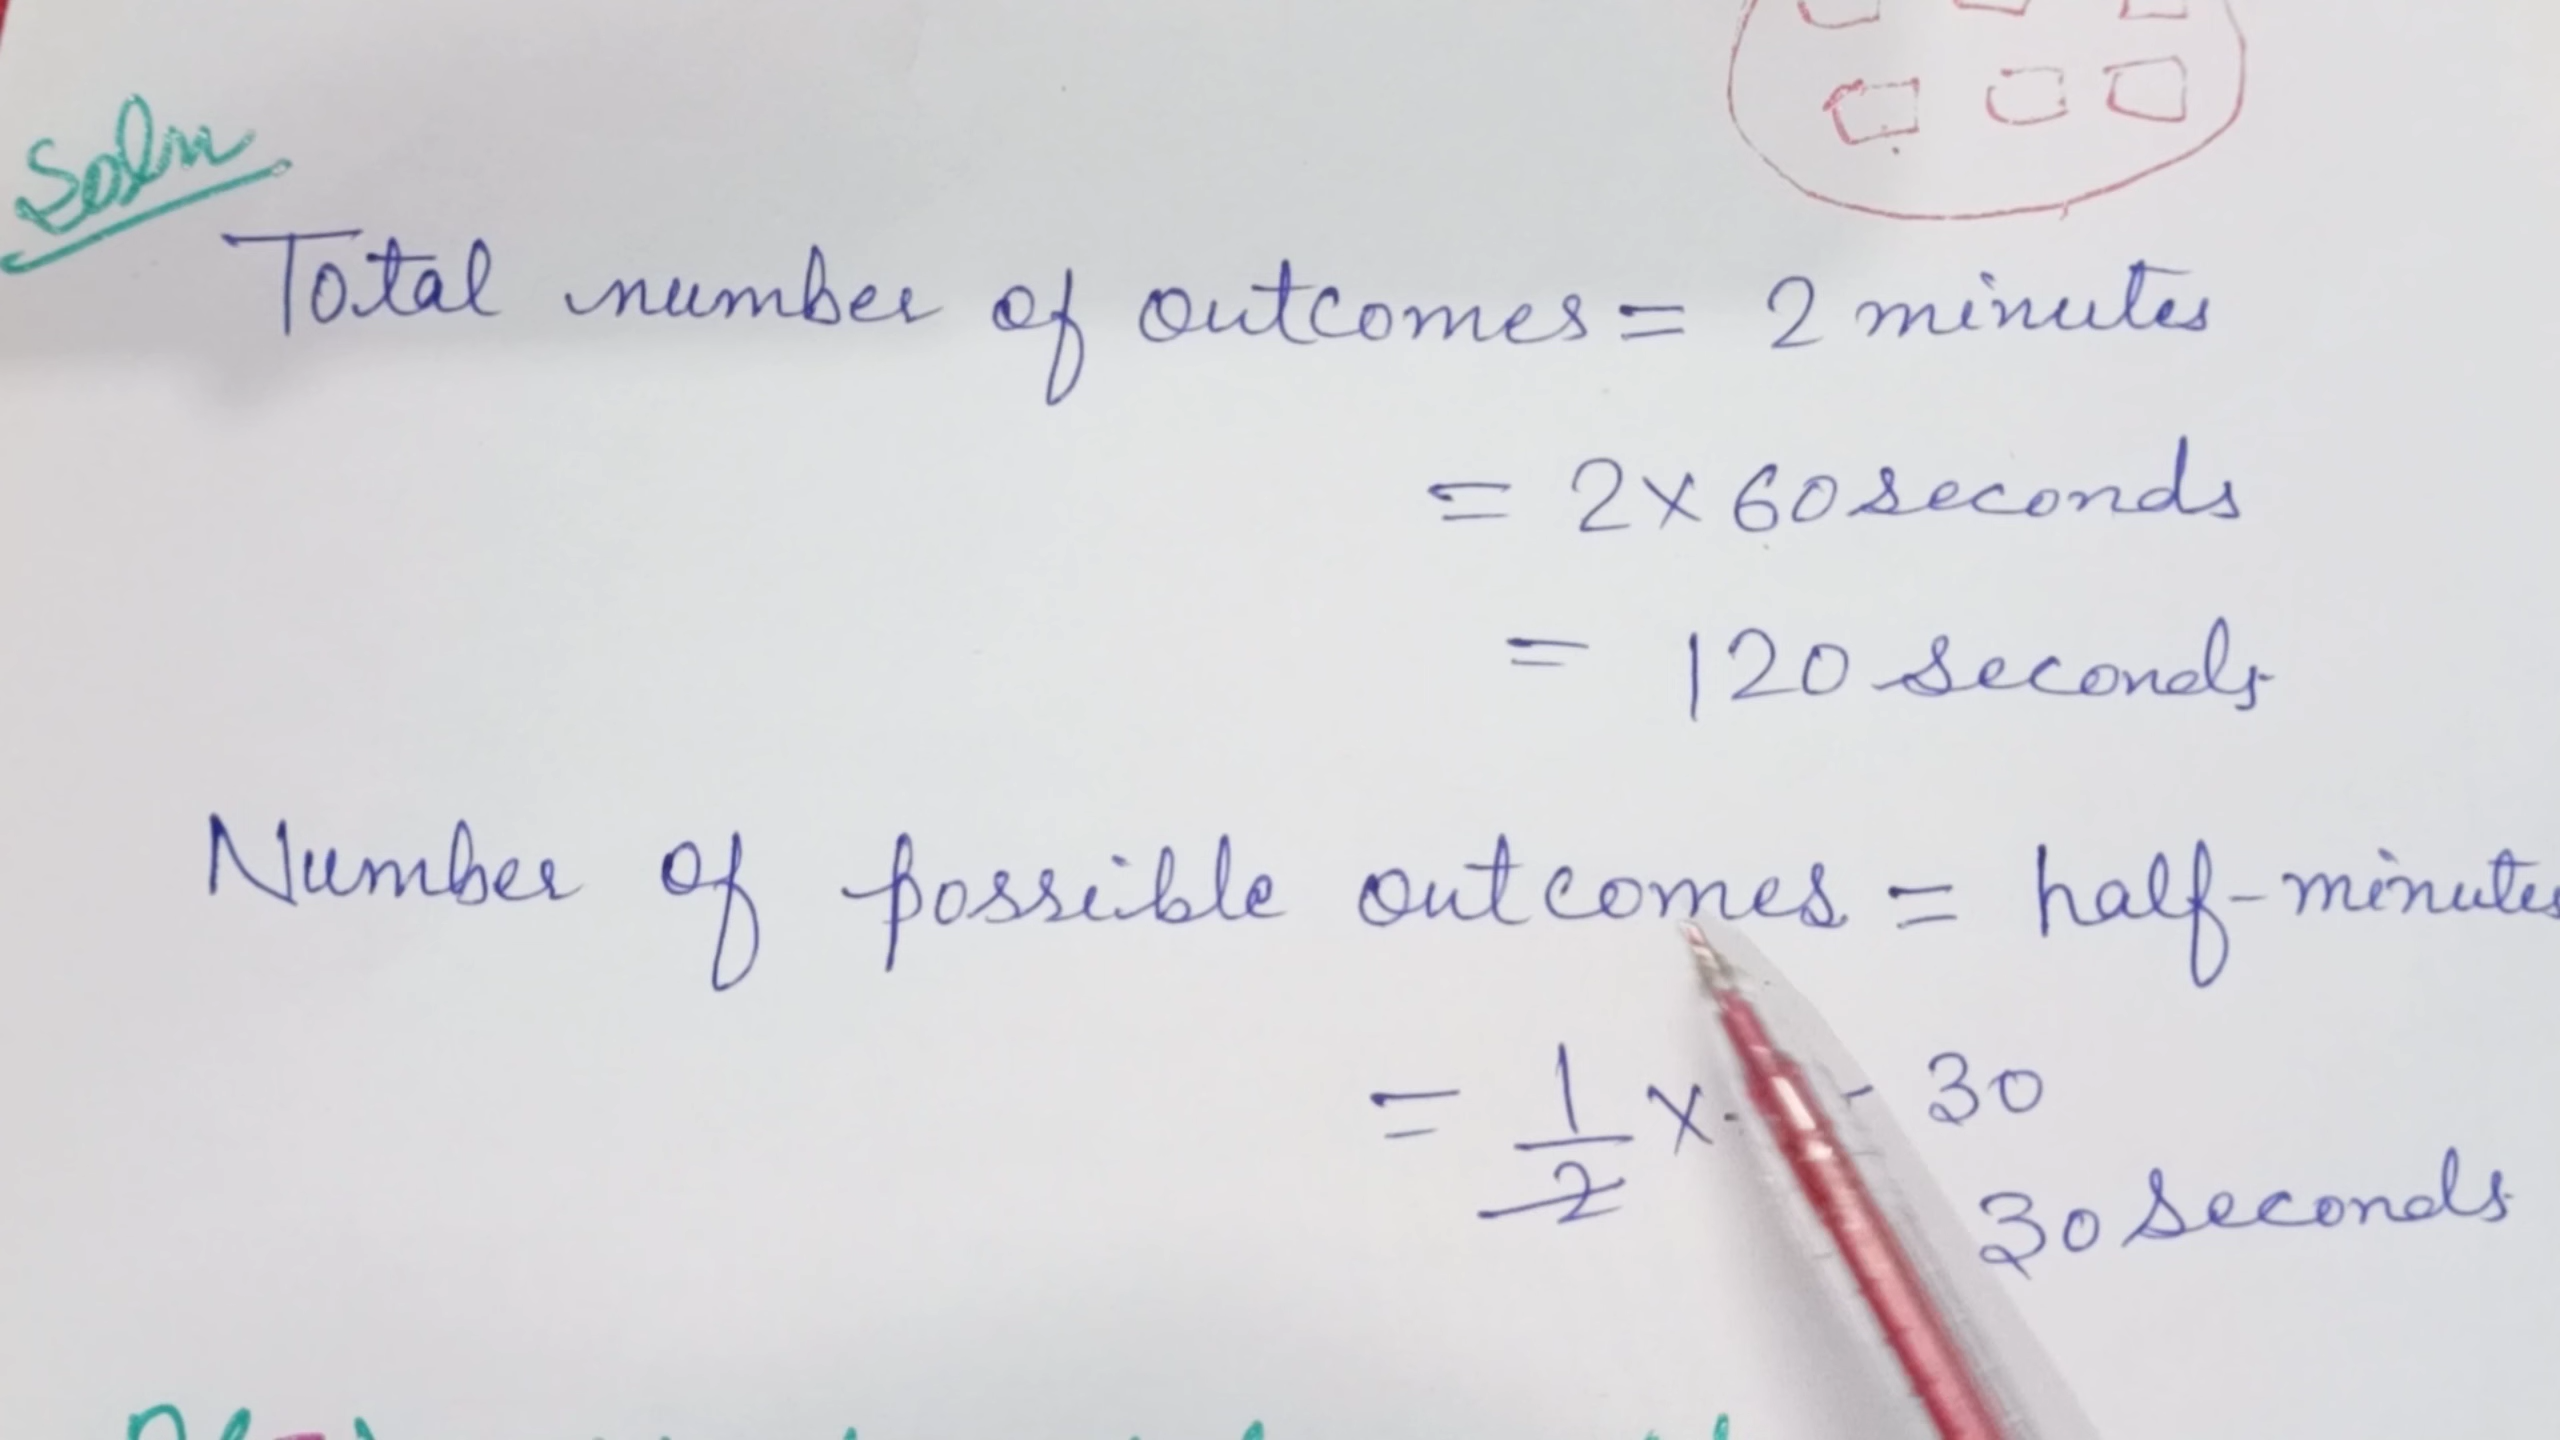 Soln
Total number of outcomes = 2 minutes
= 2 x 60 seconds
= 120 seconds
Number of possible outcomes = half-minutes
= 1/2 x 30
30 seconds